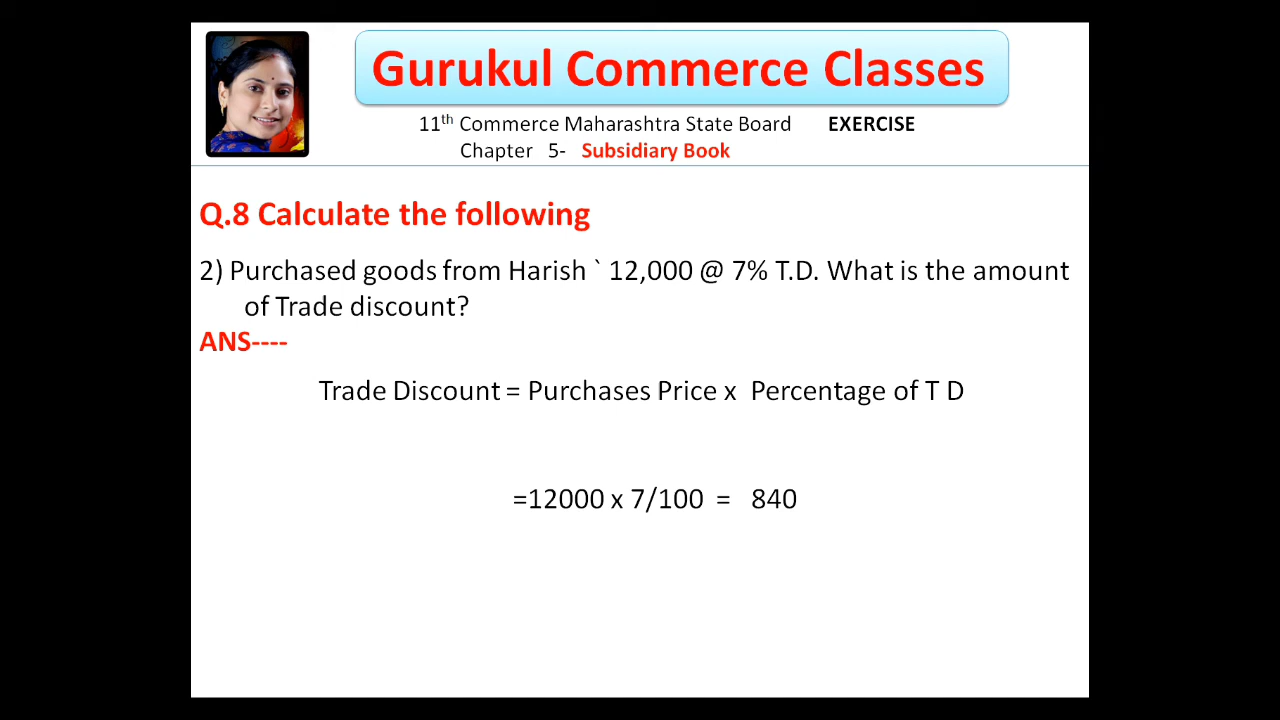 Gurukul Commerce Classes
11th Commerce Maharashtra State Board EXERCISE
Chapter 5- Subsidiary Book
Q.8 Calculate the following
2) Purchased goods from Harish ` 12,000 @ 7% T.D. What is the amount
of Trade discount?
ANS----
Trade Discount = Purchases Price x Percentage of T D
=12000 x 7/100 = 840